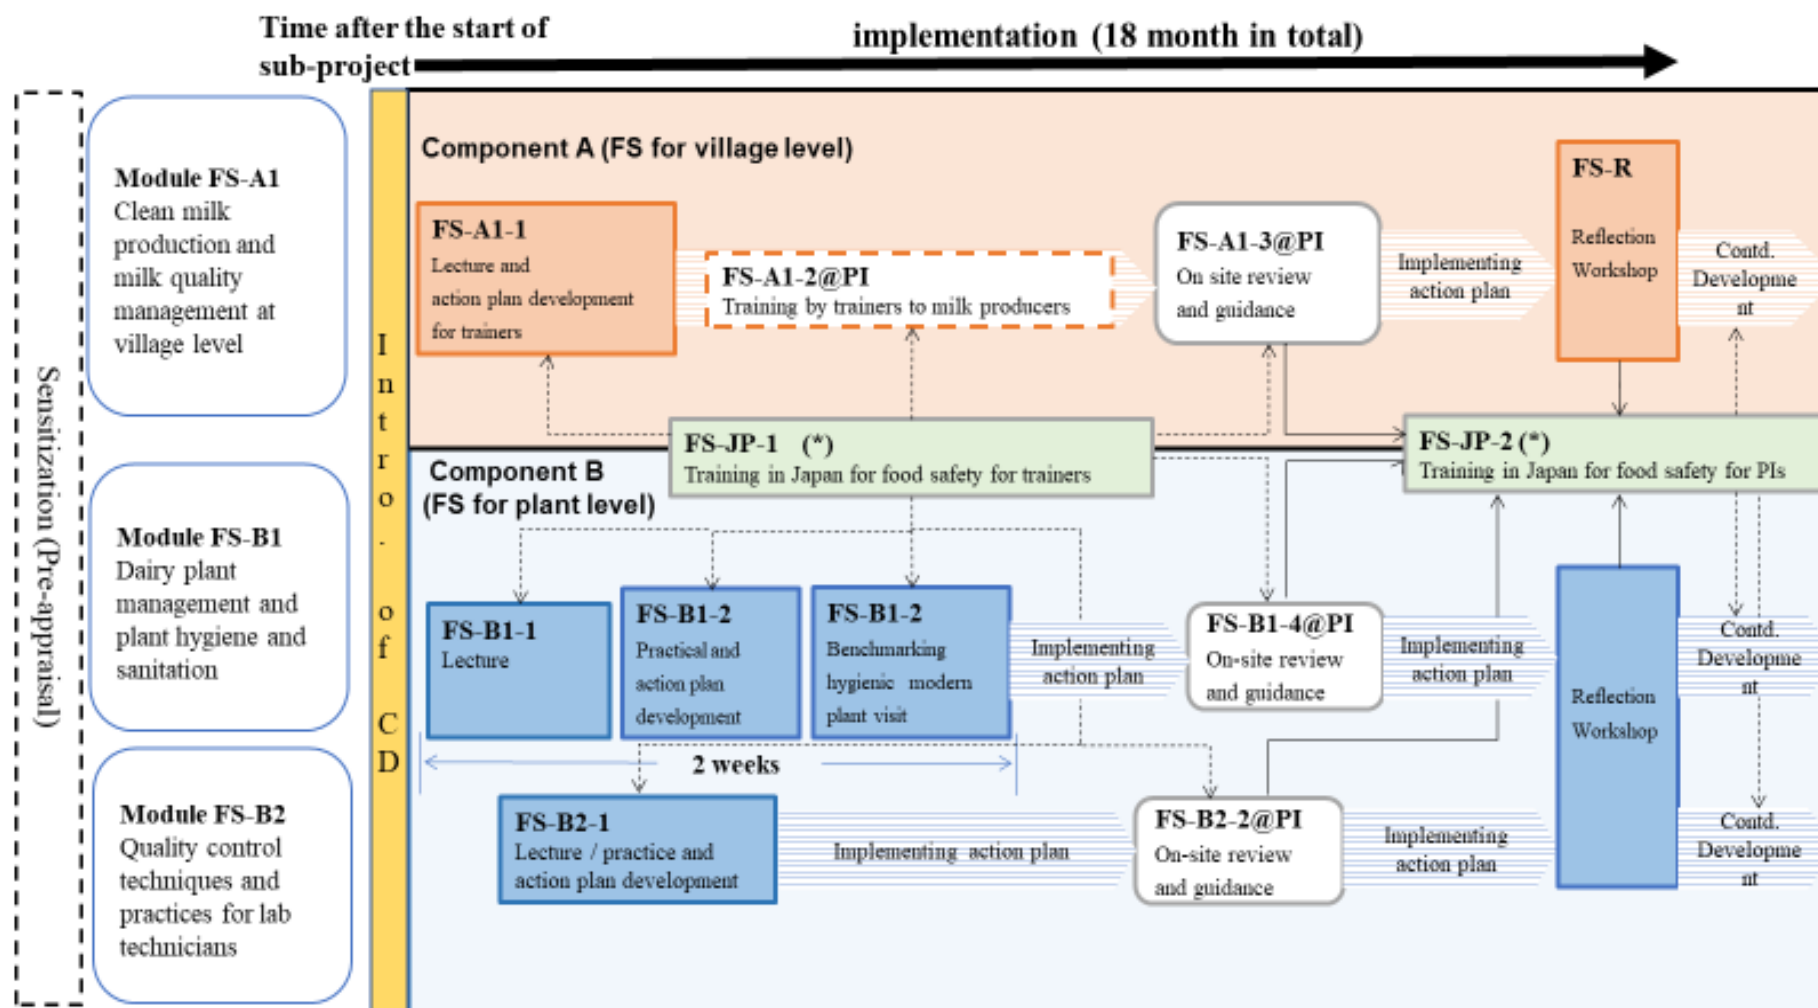 Time after the start of
sub-project
implementation (18 month in total)
Sensitization (Pre-appraisal)
Module FS-A1
Clean milk
production and
milk quality
management at
village level
Module FS-B1
Dairy plant
management and
plant hygiene and
sanitation
Module FS-B2
Quality control
techniques and
practices for lab
technicians
Intro. of CD
Component A (FS for village level)
FS-A1-1
Lecture and
action plan development
for trainers
FS-A1-2@PI
Training by trainers to milk producers
FS-A1-3@PI
On site review
and guidance
Implementing
action plan
FS-R
Reflection
Workshop
Contd.
Developme
nt
FS-JP-1 (*)
Training in Japan for food safety for trainers
FS-JP-2 (*)
Training in Japan for food safety for PIs
Component B
(FS for plant level)
FS-B1-1
Lecture
FS-B1-2
Practical and
action plan
development
FS-B1-2
Benchmarking
hygienic modern
plant visit
Implementing
action plan
FS-B1-4@PI
On-site review
and guidance
Implementing
action plan
Reflection
Workshop
Contd.
Developme
nt
2 weeks
FS-B2-1
Lecture / practice and
action plan development
Implementing action plan
FS-B2-2@PI
On-site review
and guidance
Implementing
action plan
Contd.
Developme
nt